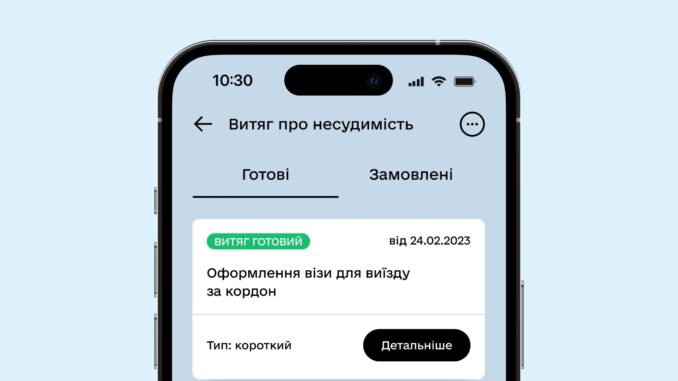 10:30
Витяг про несудимість
Готові Замовлені
ВИТЯГ ГОТОВИЙ від 24.02.2023
Оформлення візи для виїзду
за кордон
Тип: короткий Детальніше